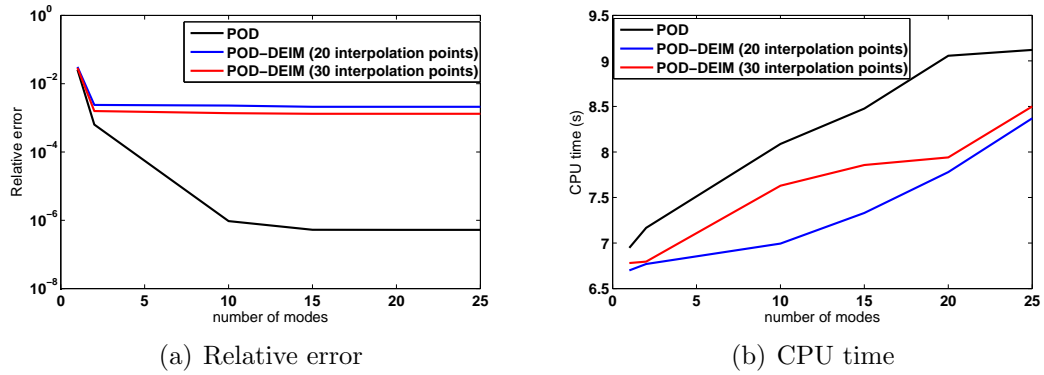 10^0
10^−2
10^−4
10^−6
10^−8
Relative error
0 5 10 15 20 25
number of modes
POD
POD−DEIM (20 interpolation points)
POD−DEIM (30 interpolation points)
(a) Relative error
9.5
9
8.5
8
7.5
7
6.5
CPU time (s)
0 5 10 15 20 25
number of modes
POD
POD−DEIM (20 interpolation points)
POD−DEIM (30 interpolation points)
(b) CPU time